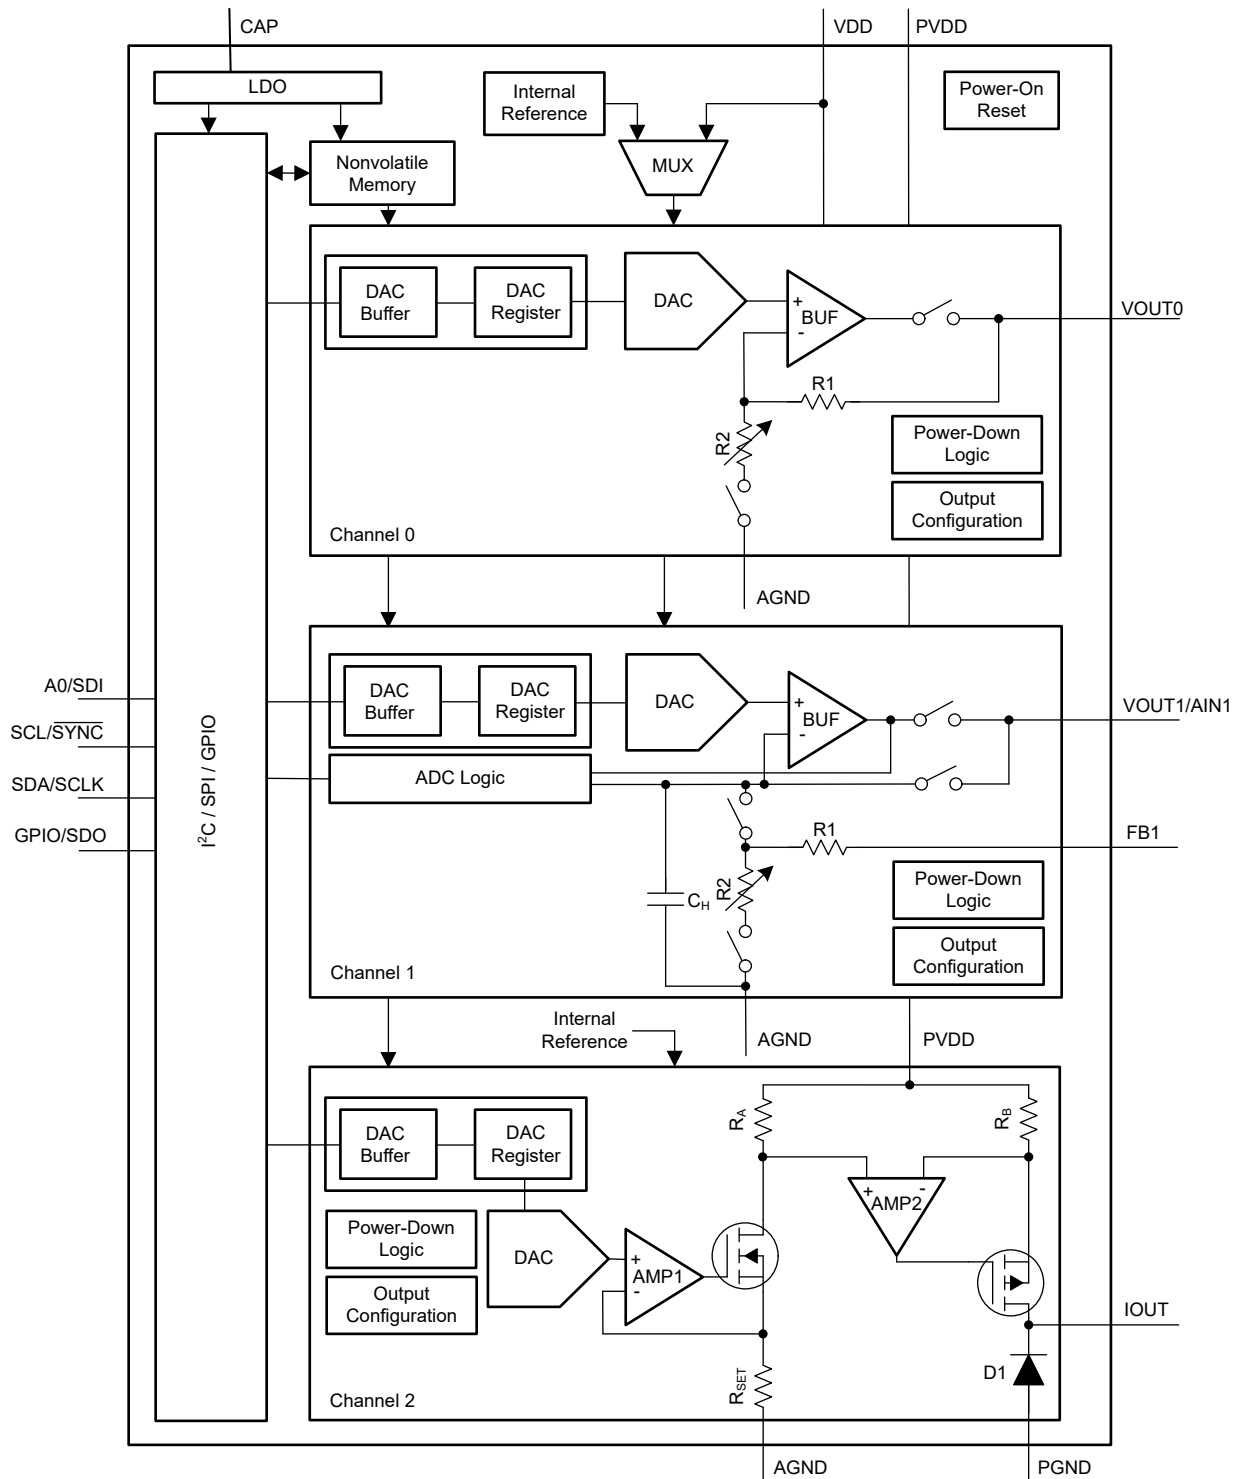 CAP
VDD
PVDD
LDO
Internal
Reference
Power-On
Reset
Nonvolatile
Memory
MUX
DAC
Buffer
DAC
Register
DAC
+
BUF
-
VOUT0
R1
R2
Power-Down
Logic
Output
Configuration
Channel 0
AGND
A0/SDI
SCL/SYNC
SDA/SCLK
GPIO/SDO
I²C / SPI / GPIO
DAC
Buffer
DAC
Register
DAC
+
BUF
-
VOUT1/AIN1
ADC Logic
R1
FB1
CH
R2
Power-Down
Logic
Output
Configuration
Channel 1
AGND
Internal
Reference
PVDD
DAC
Buffer
DAC
Register
RA
RB
+
-
AMP2
Power-Down
Logic
DAC
+
AMP1
-
Output
Configuration
IOUT
D1
RSET
Channel 2
AGND
PGND